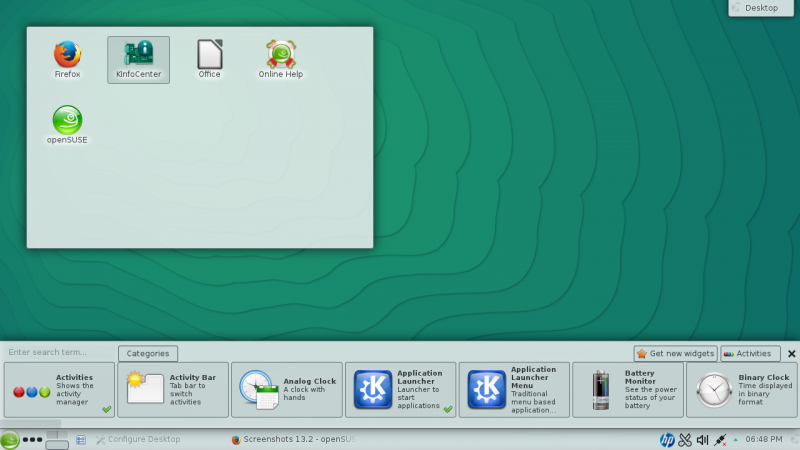 Desktop
Firefox
KInfoCenter
Office
Online Help
openSUSE
Enter search term...
Categories
Get new widgets
Activities
Activities
Shows the
activity
manager
Activity Bar
Tab bar to
switch
activities
Analog Clock
A clock with
hands
Application
Launcher
Launcher to
start
applications
Application
Launcher
Menu
Traditional
menu based
application...
Battery
Monitor
See the power
status of your
battery
Binary Clock
Time displayed
in binary
format
Configure Desktop
Screenshots 13.2 - openSUS
hp
06:48 PM